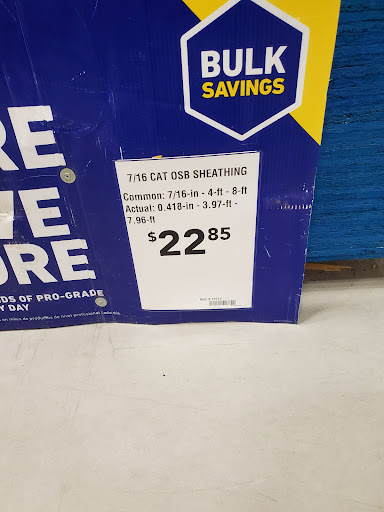 BULK
SAVINGS
RE
VE
ORE
DS OF PRO-GRADE
Y DAY
7/16 CAT OSB SHEATHING
Common: 7/16-in - 4-ft - 8-ft
Actual: 0.418-in - 3.97-ft -
7.96-ft
$22 85